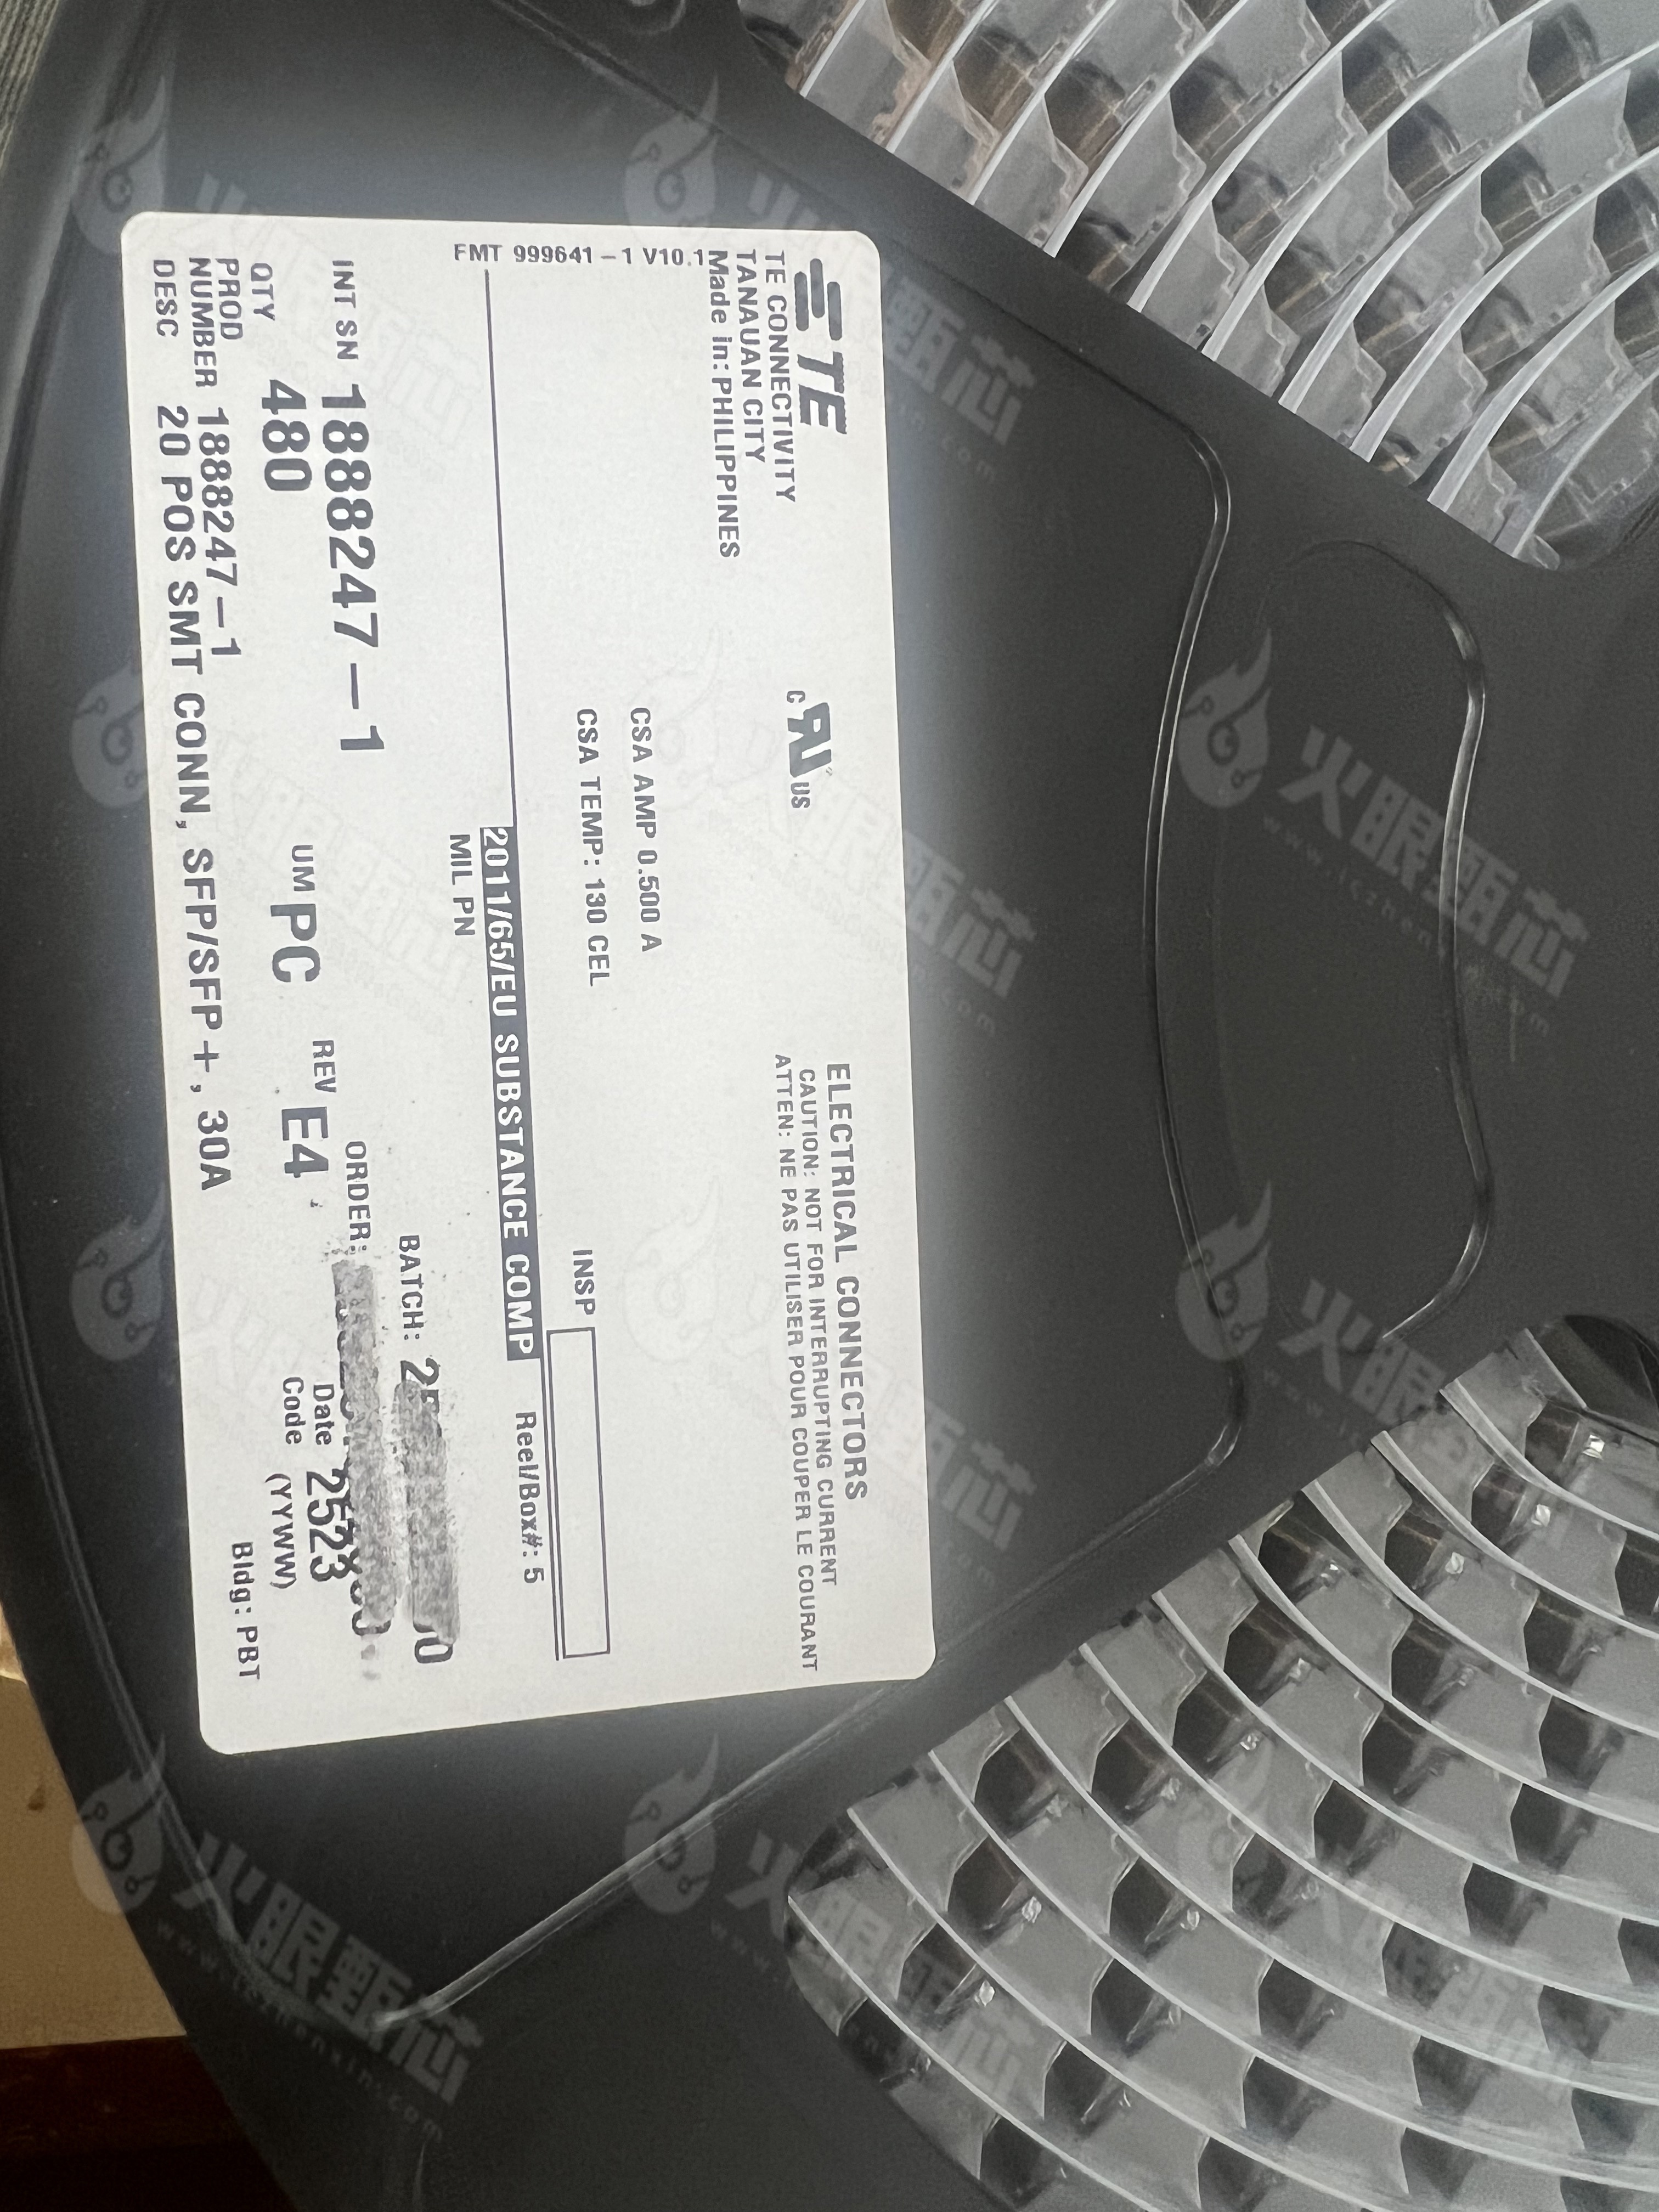 TE
TE CONNECTIVITY
TANAUAN CITY
Made in: PHILIPPINES
FMT 999641-1 V10.1
c RU US
ELECTRICAL CONNECTORS
CAUTION: NOT FOR INTERRUPTING CURRENT
ATTEN: NE PAS UTILISER POUR COUPER LE COURANT
CSA AMP 0.500 A
CSA TEMP: 130 CEL
INSP
2011/65/EU SUBSTANCE COMP
Reel/Box#: 5
MIL PN
BATCH:
INT SN 1888247-1
ORDER:
QTY 480
UM PC
REV E4
Date Code 2523
(YYWW)
PROD NUMBER 1888247-1
DESC 20 POS SMT CONN, SFP/SFP+, 30A
Bldg: PBT
火眼甄芯
www.iczhenxin.com